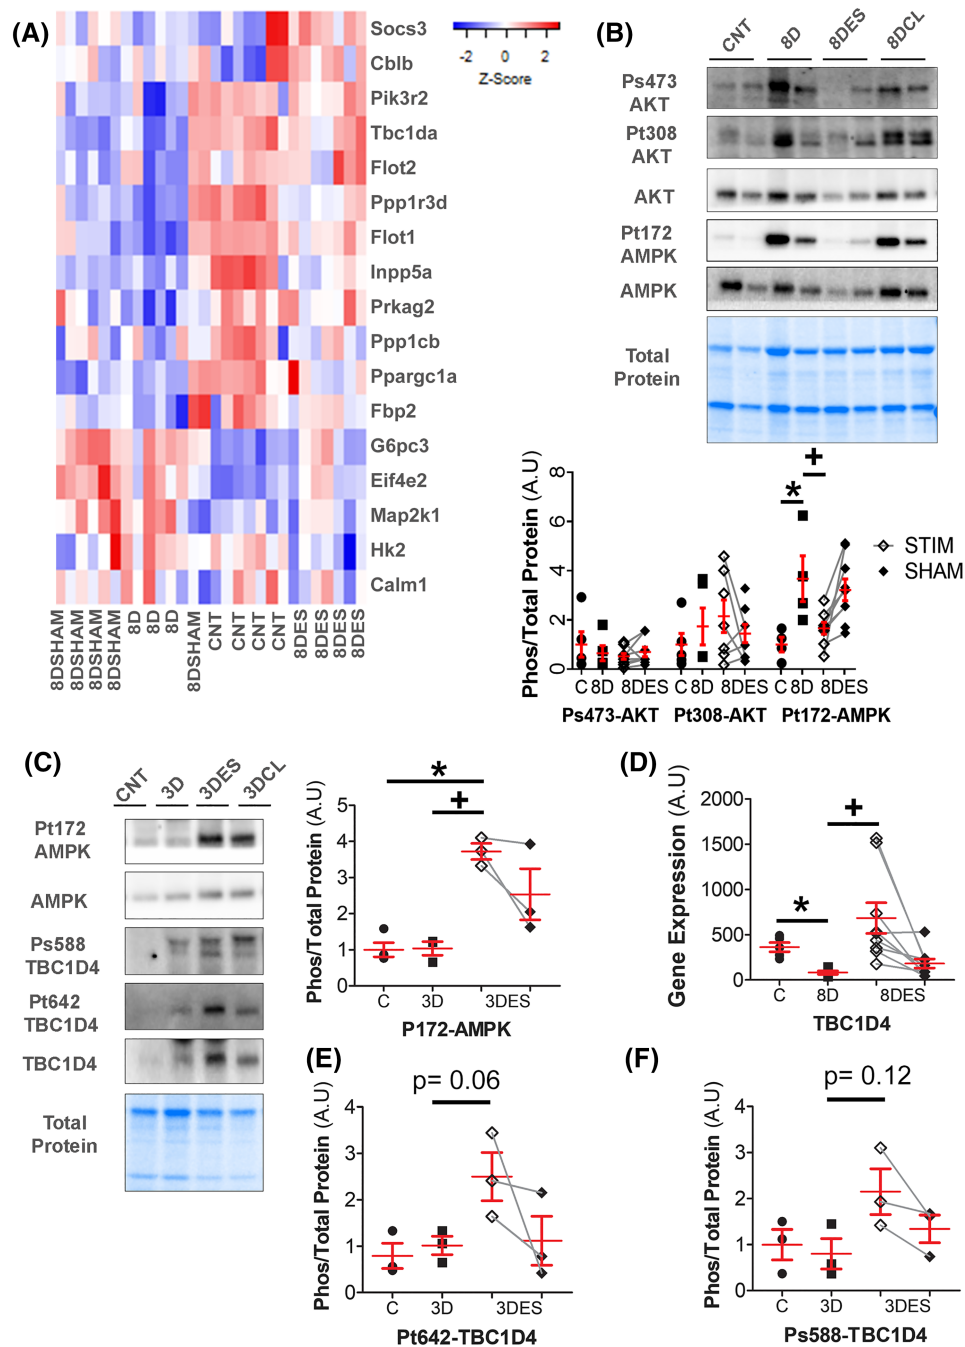 (A)
Socs3
Cblb
Pik3r2
Tbc1da
Flot2
Ppp1r3d
Flot1
Inpp5a
Prkag2
Ppp1cb
Ppargc1a
Fbp2
G6pc3
Eif4e2
Map2k1
Hk2
Calm1
8DSHAM
8DSHAM
8DSHAM
8DSHAM
8D
8D
8D
8DSHAM
CNT
CNT
CNT
CNT
8DES
8DES
8DES
8DES
-2 0 2
Z-Score
(B)
CNT 8D 8DES 8DCL
Ps473
AKT
Pt308
AKT
AKT
Pt172
AMPK
AMPK
Total
Protein
Phos/Total Protein (A.U)
8
6
4
2
0
+
*
STIM
SHAM
C 8D 8DES C 8D 8DES C 8D 8DES
Ps473-AKT Pt308-AKT Pt172-AMPK
(C)
CNT 3D 3DES 3DCL
Pt172
AMPK
AMPK
Ps588
TBC1D4
Pt642
TBC1D4
TBC1D4
Total
Protein
Phos/Total Protein (A.U)
5
4
3
2
1
0
*
+
C 3D 3DES
P172-AMPK
(D)
Gene Expression (A.U)
2000
1500
1000
500
0
+
*
C 8D 8DES
TBC1D4
(E)
p= 0.06
Phos/Total Protein (A.U)
4
3
2
1
0
C 3D 3DES
Pt642-TBC1D4
(F)
p= 0.12
Phos/Total Protein (A.U)
4
3
2
1
0
C 3D 3DES
Ps588-TBC1D4